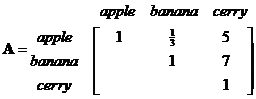 apple banana cerry
A = apple 1 1/3 5
banana 1 7
cerry 1